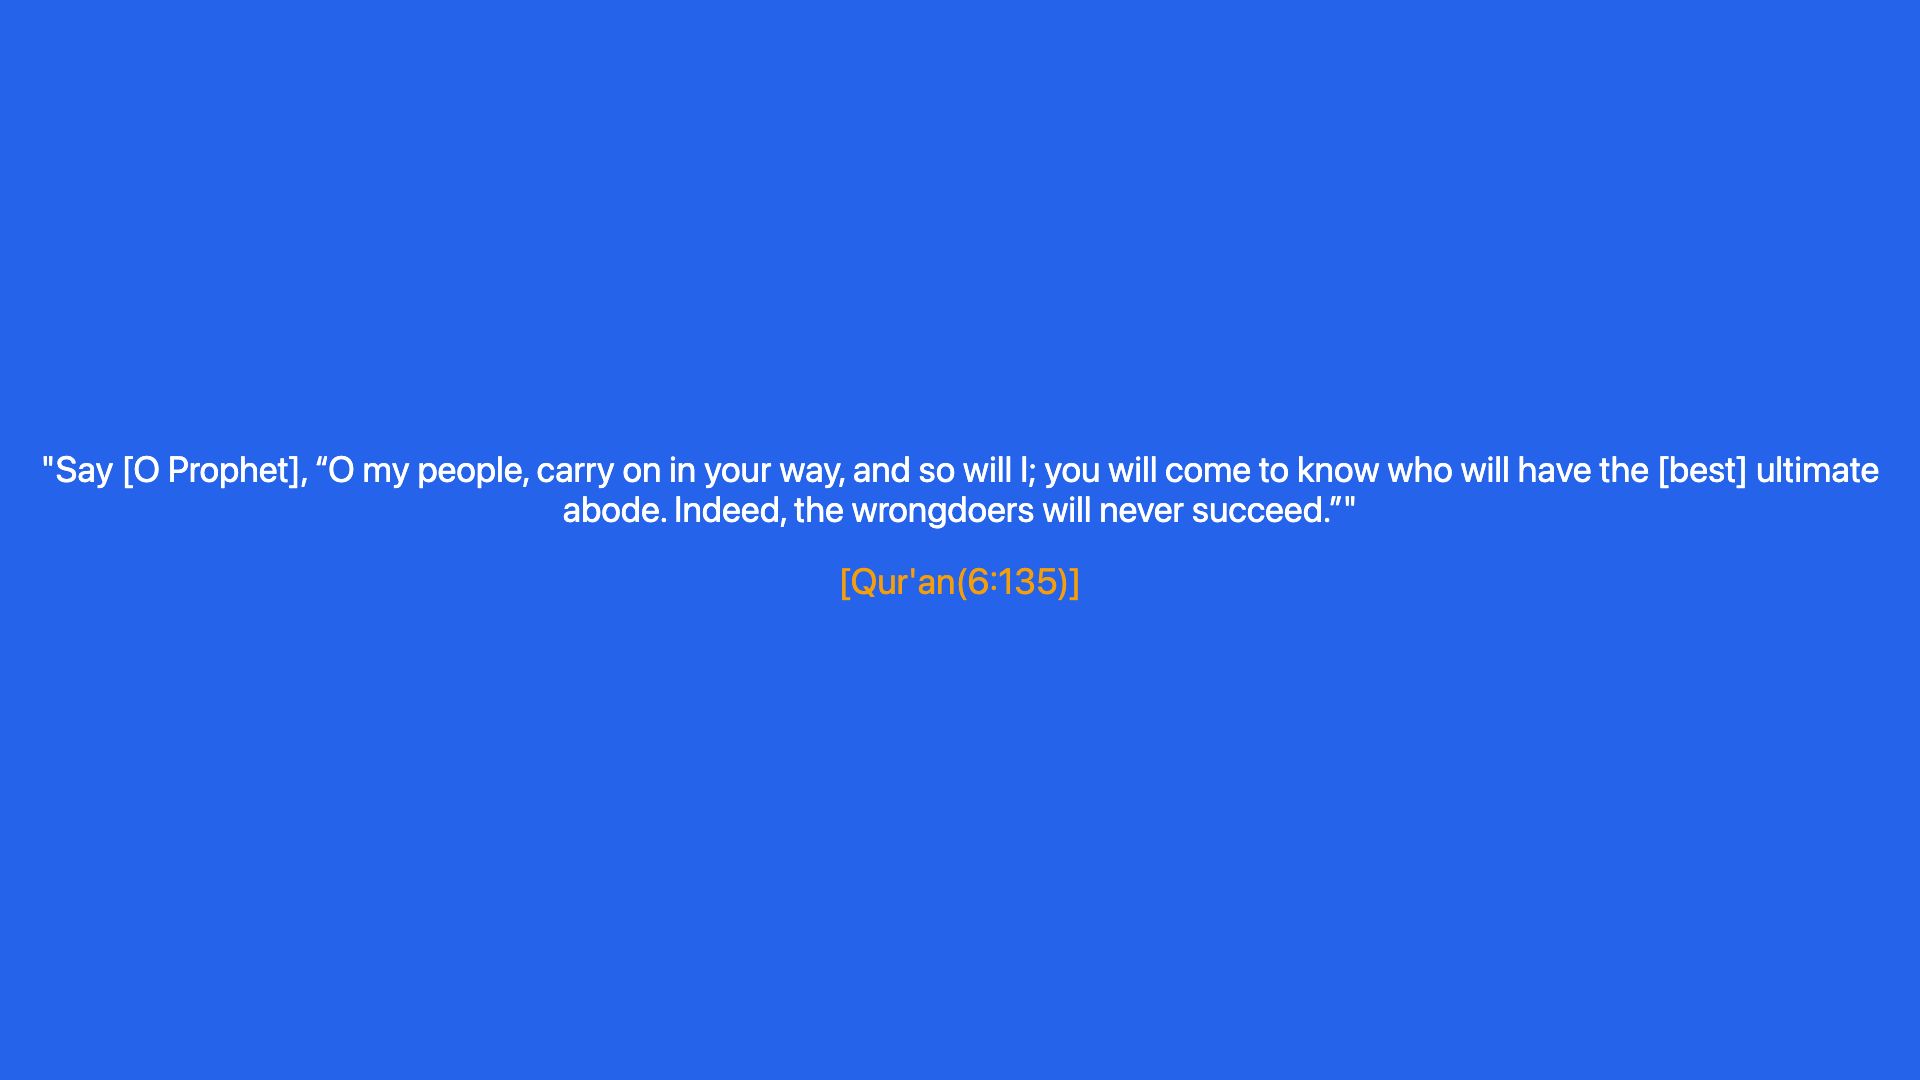 "Say [O Prophet], “O my people, carry on in your way, and so will I; you will come to know who will have the [best] ultimate
abode. Indeed, the wrongdoers will never succeed.”"
[Qur'an(6:135)]